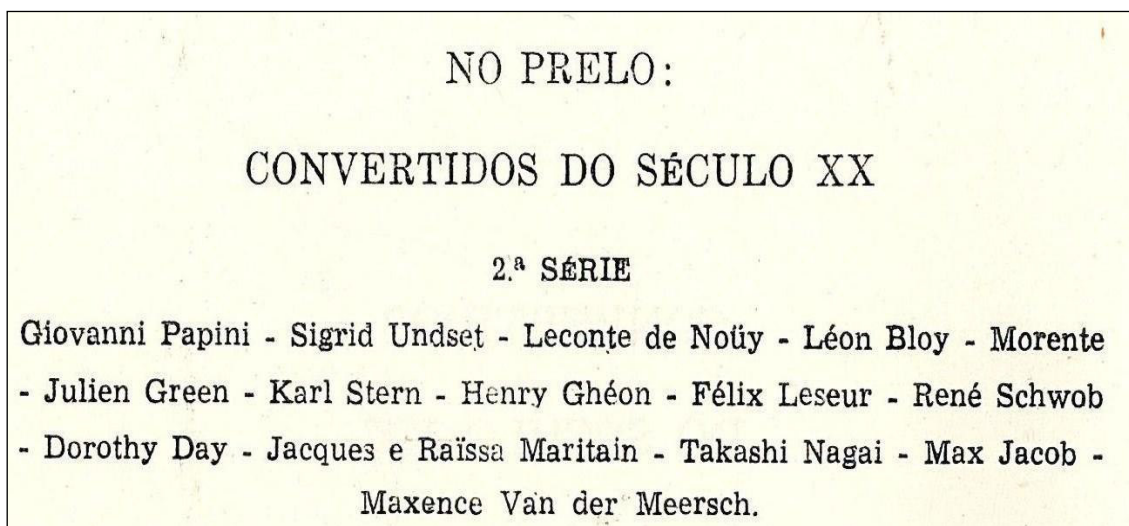 NO PRELO:
CONVERTIDOS DO SÉCULO XX
2.ª SÉRIE
Giovanni Papini - Sigrid Undset - Leconte de Noüy - Léon Bloy - Morente
- Julien Green - Karl Stern - Henry Ghéon - Félix Leseur - René Schwob
- Dorothy Day - Jacques e Raïssa Maritain - Takashi Nagai - Max Jacob -
Maxence Van der Meersch.